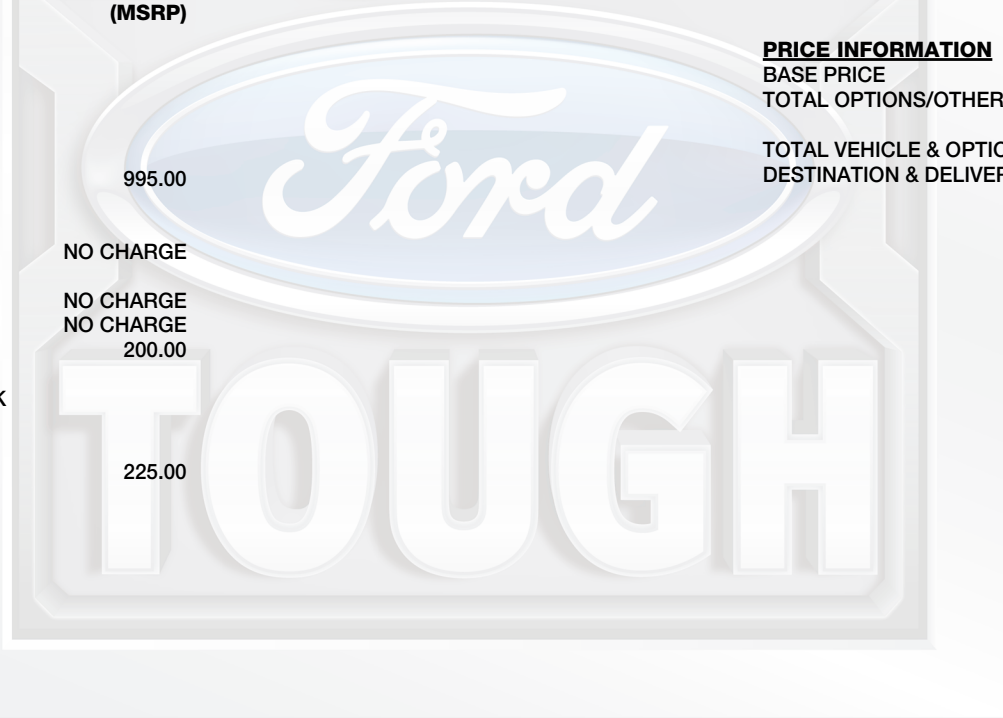 (MSRP)
995.00
NO CHARGE
NO CHARGE
NO CHARGE
200.00
K
225.00
PRICE INFORMATION
BASE PRICE
TOTAL OPTIONS/OTHER
TOTAL VEHICLE & OPTIO
DESTINATION & DELIVER
Ford
TOUGH